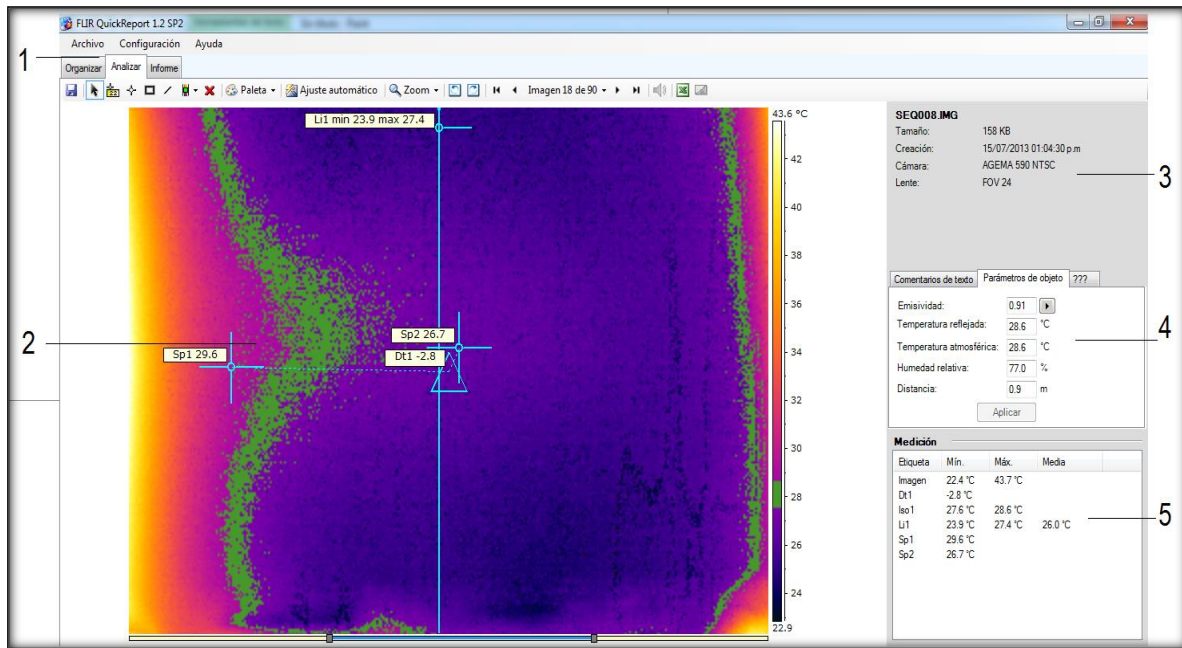 FLIR QuickReport 1.2 SP2
Archivo Configuración Ayuda
1
Organizar Analizar Informe
Paleta Ajuste automático Zoom Imagen 18 de 90
Li1 min 23.9 max 27.4
43.6 °C
42
40
38
36
34
32
30
28
26
24
22.9
2
Sp1 29.6
Sp2 26.7
Dt1 -2.8
SEQ008.IMG
Tamaño: 158 KB
Creación: 15/07/2013 01:04:30 p.m
Cámara: AGEMA 590 NTSC
Lente: FOV 24
3
Comentarios de texto Parámetros de objeto ???
Emisividad: 0.91
Temperatura reflejada: 28.6 °C
Temperatura atmosférica: 28.6 °C
Humedad relativa: 77.0 %
Distancia: 0.9 m
Aplicar
4
Medición
Etiqueta Mín. Máx. Media
Imagen 22.4 °C 43.7 °C
Dt1 -2.8 °C
Iso1 27.6 °C 28.6 °C
Li1 23.9 °C 27.4 °C 26.0 °C
Sp1 29.6 °C
Sp2 26.7 °C
5